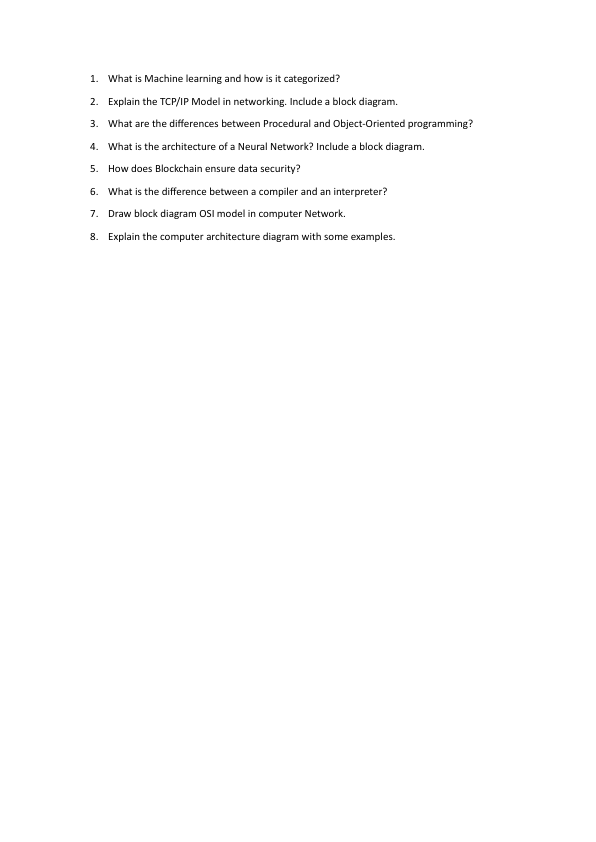 1. What is Machine learning and how is it categorized?
2. Explain the TCP/IP Model in networking. Include a block diagram.
3. What are the differences between Procedural and Object-Oriented programming?
4. What is the architecture of a Neural Network? Include a block diagram.
5. How does Blockchain ensure data security?
6. What is the difference between a compiler and an interpreter?
7. Draw block diagram OSI model in computer Network.
8. Explain the computer architecture diagram with some examples.